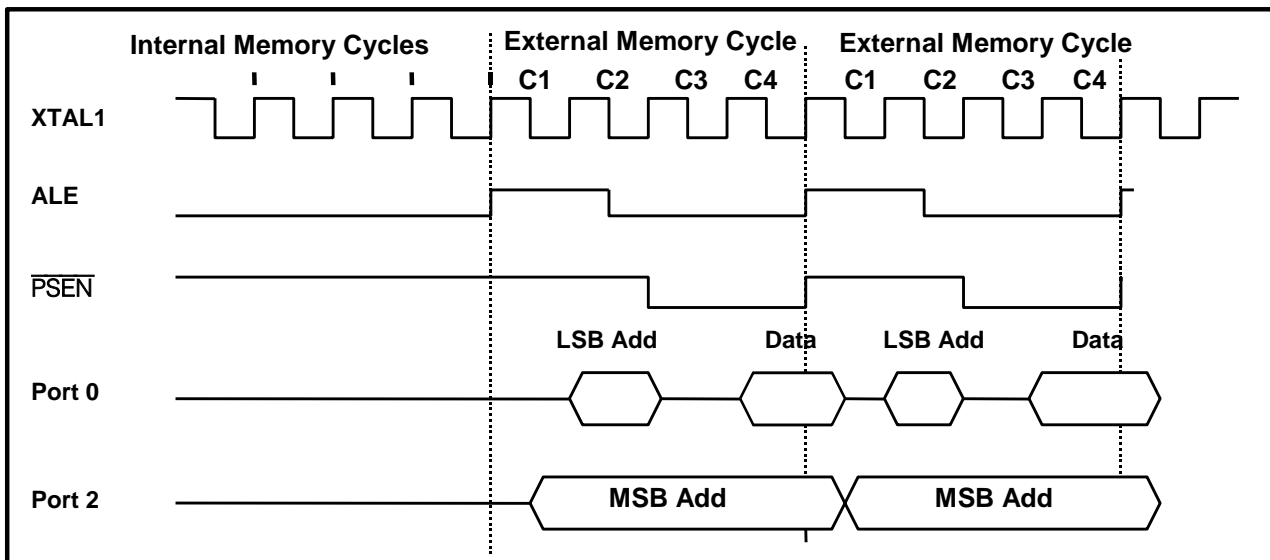 Internal Memory Cycles
External Memory Cycle
External Memory Cycle
C1 C2 C3 C4 C1 C2 C3 C4
XTAL1
ALE
PSEN
LSB Add Data LSB Add Data
Port 0
Port 2
MSB Add MSB Add